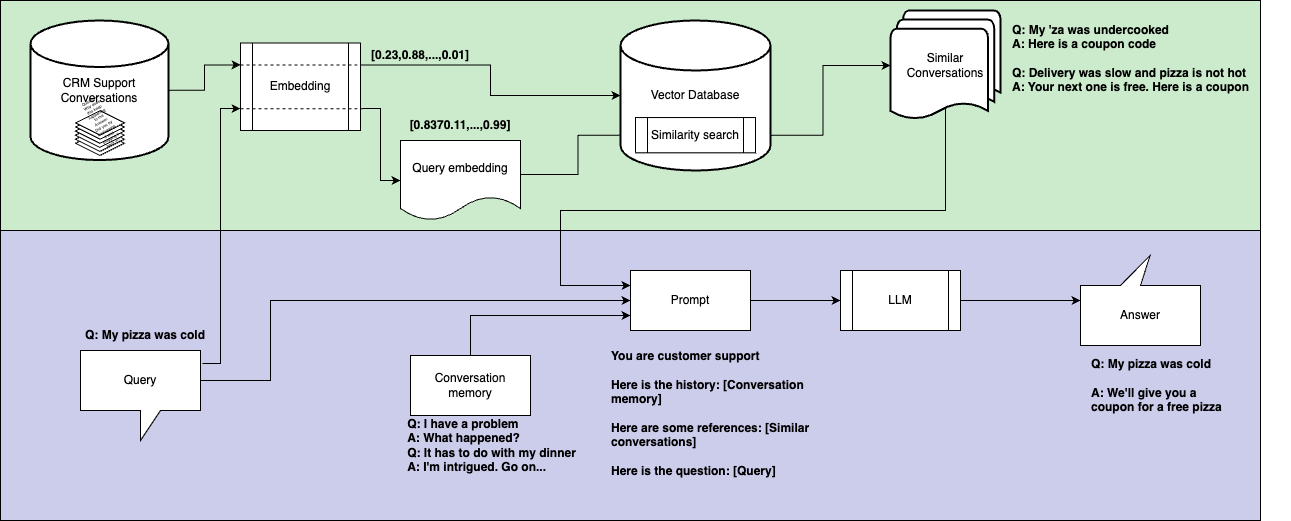 CRM Support
Conversations
Embedding
[0.23,0.88,...,0.01]
[0.8370.11,...,0.99]
Query embedding
Vector Database
Similarity search
Similar
Conversations
Q: My 'za was undercooked
A: Here is a coupon code
Q: Delivery was slow and pizza is not hot
A: Your next one is free. Here is a coupon
Q: My pizza was cold
Query
Conversation
memory
Q: I have a problem
A: What happened?
Q: It has to do with my dinner
A: I'm intrigued. Go on...
Prompt
You are customer support
Here is the history: [Conversation
memory]
Here are some references: [Similar
conversations]
Here is the question: [Query]
LLM
Answer
Q: My pizza was cold
A: We'll give you a
coupon for a free pizza